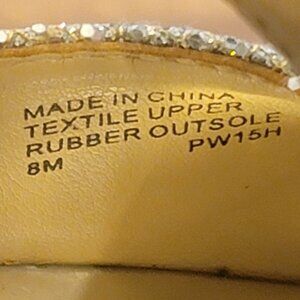 MADE IN CHINA
TEXTILE UPPER
RUBBER OUTSOLE
8M PW15H